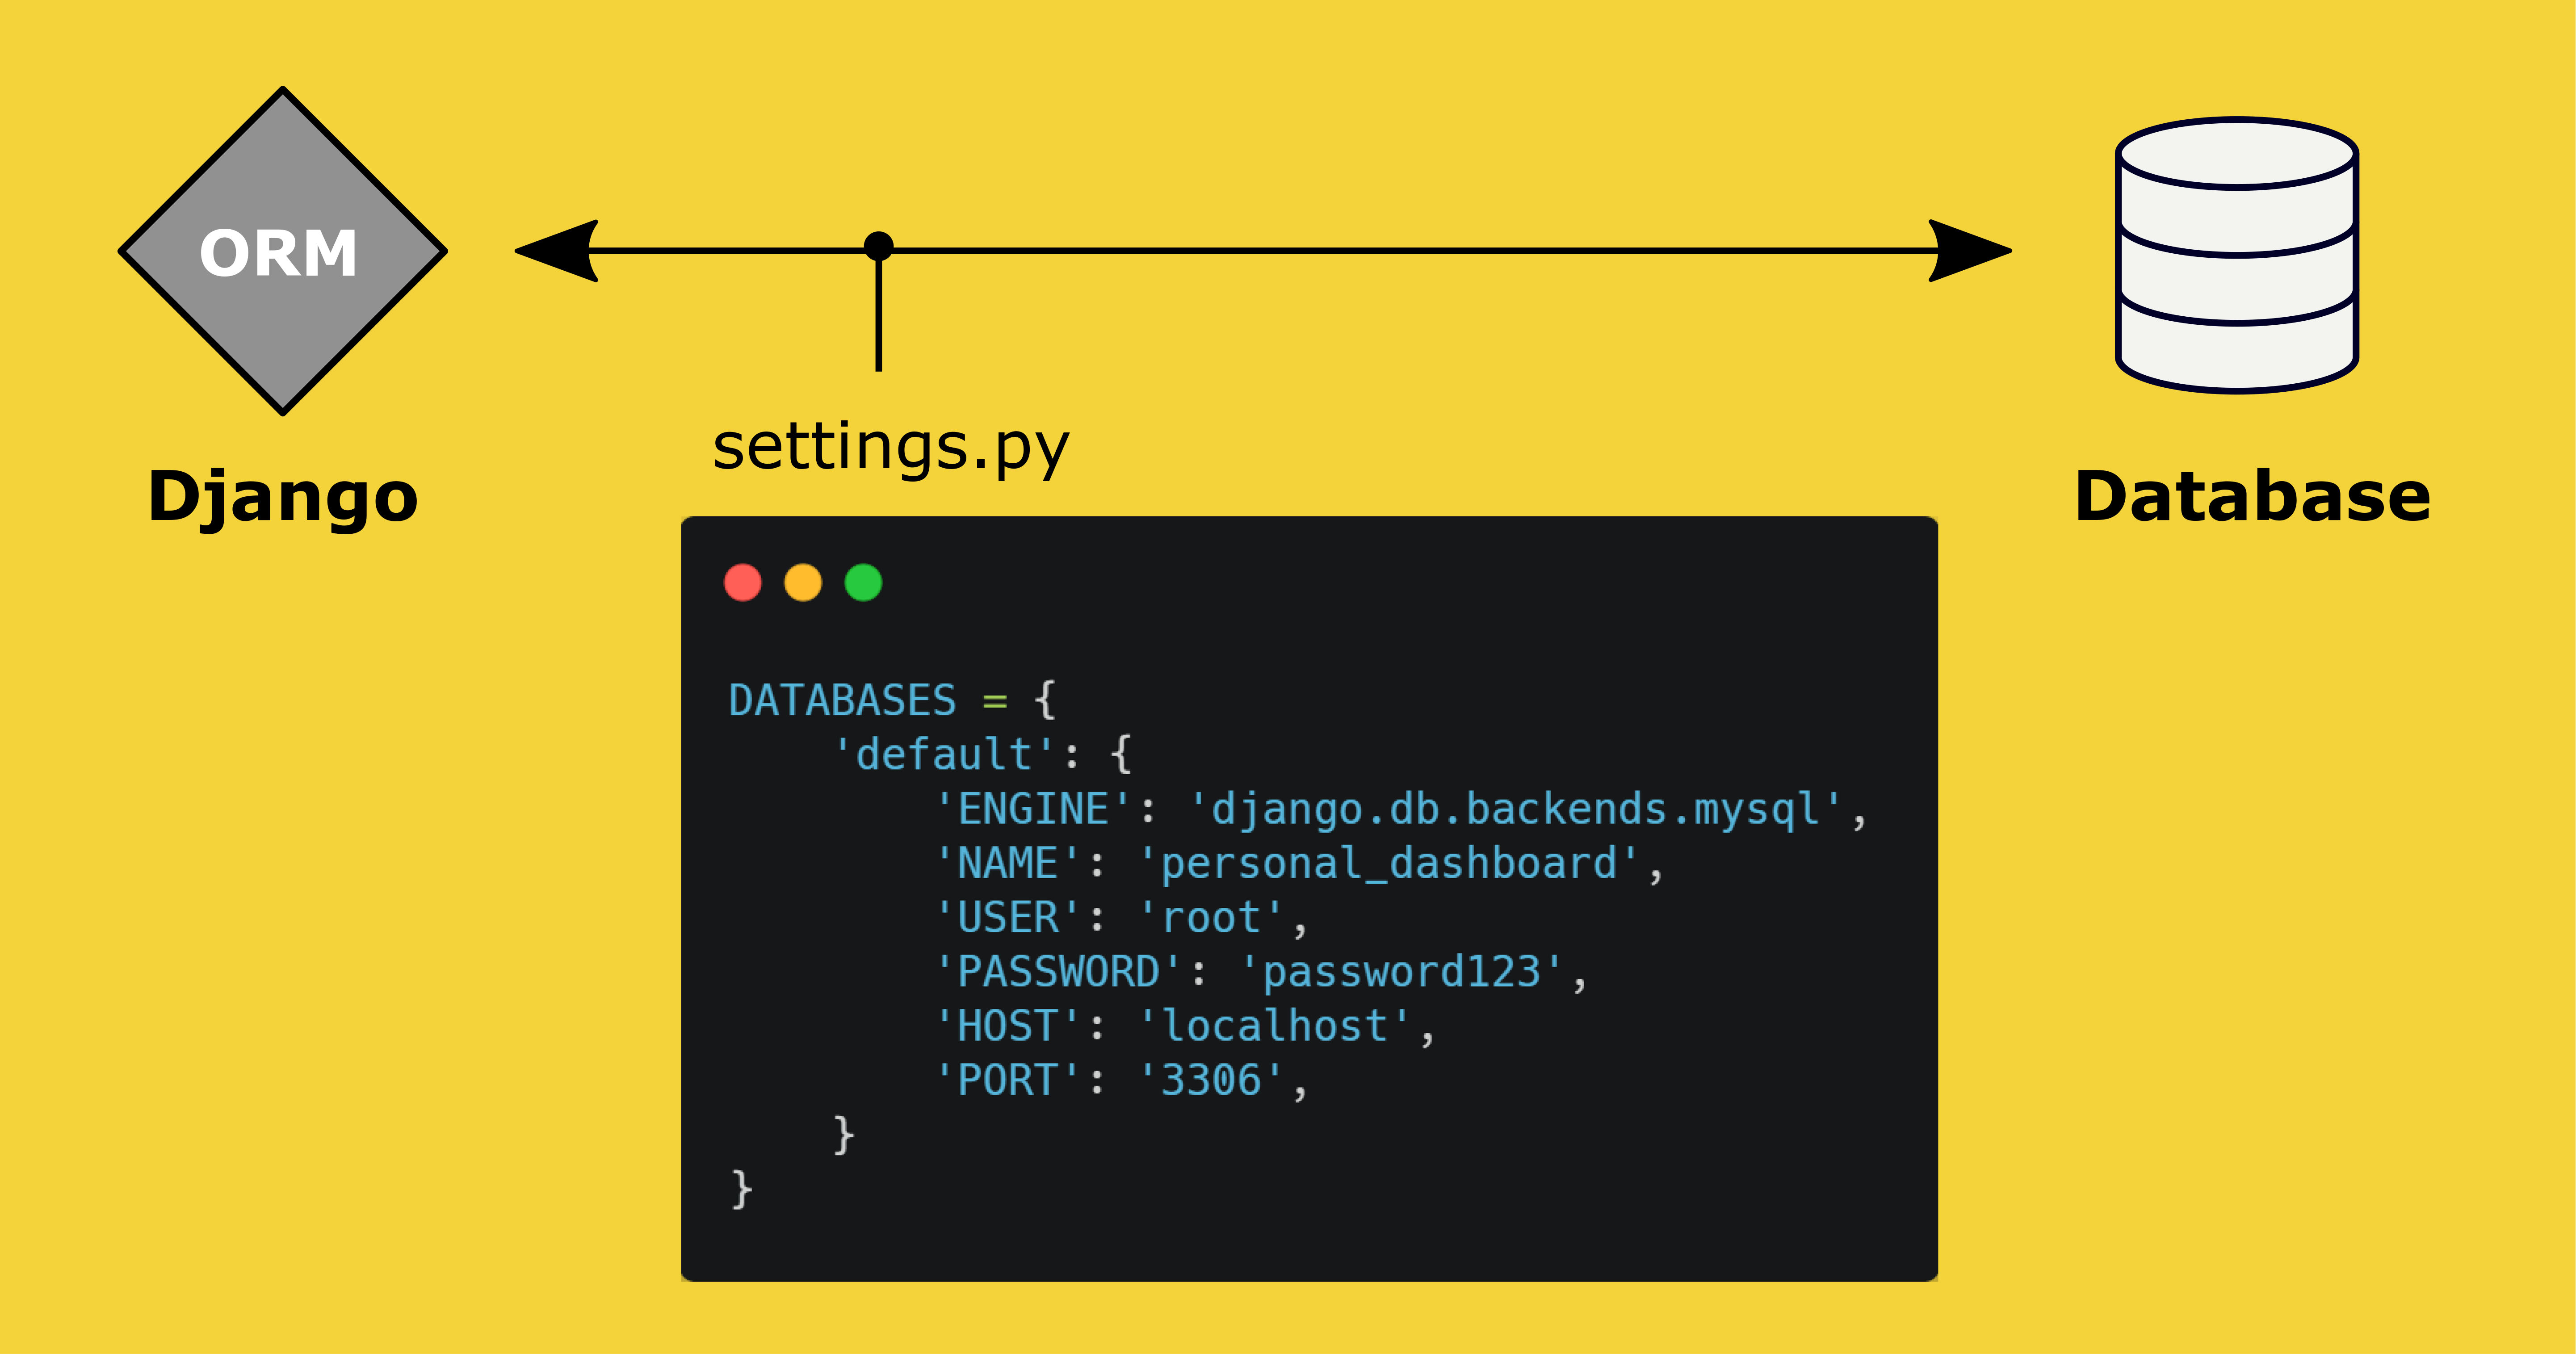 ORM
Django
settings.py
Database
DATABASES = {
    'default': {
        'ENGINE': 'django.db.backends.mysql',
        'NAME': 'personal_dashboard',
        'USER': 'root',
        'PASSWORD': 'password123',
        'HOST': 'localhost',
        'PORT': '3306',
    }
}